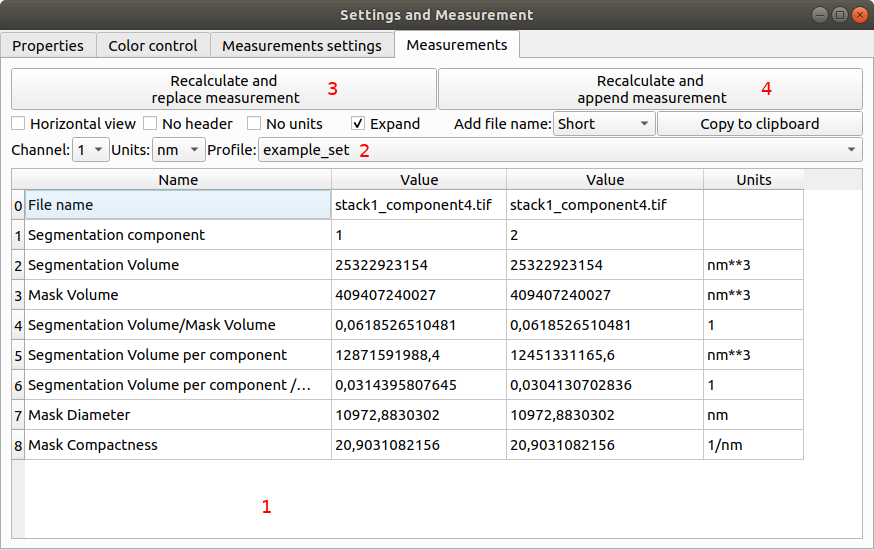 Settings and Measurement
Properties Color control Measurements settings Measurements
Recalculate and
replace measurement 3
Recalculate and
append measurement 4
Horizontal view No header No units Expand Add file name: Short Copy to clipboard
Channel: 1 Units: nm Profile: example_set 2
Name Value Value Units
0 File name stack1_component4.tif stack1_component4.tif
1 Segmentation component 1 2
2 Segmentation Volume 25322923154 25322923154 nm**3
3 Mask Volume 409407240027 409407240027 nm**3
4 Segmentation Volume/Mask Volume 0,0618526510481 0,0618526510481 1
5 Segmentation Volume per component 12871591988,4 12451331165,6 nm**3
6 Segmentation Volume per component /... 0,0314395807645 0,0304130702836 1
7 Mask Diameter 10972,8830302 10972,8830302 nm
8 Mask Compactness 20,9031082156 20,9031082156 1/nm
1